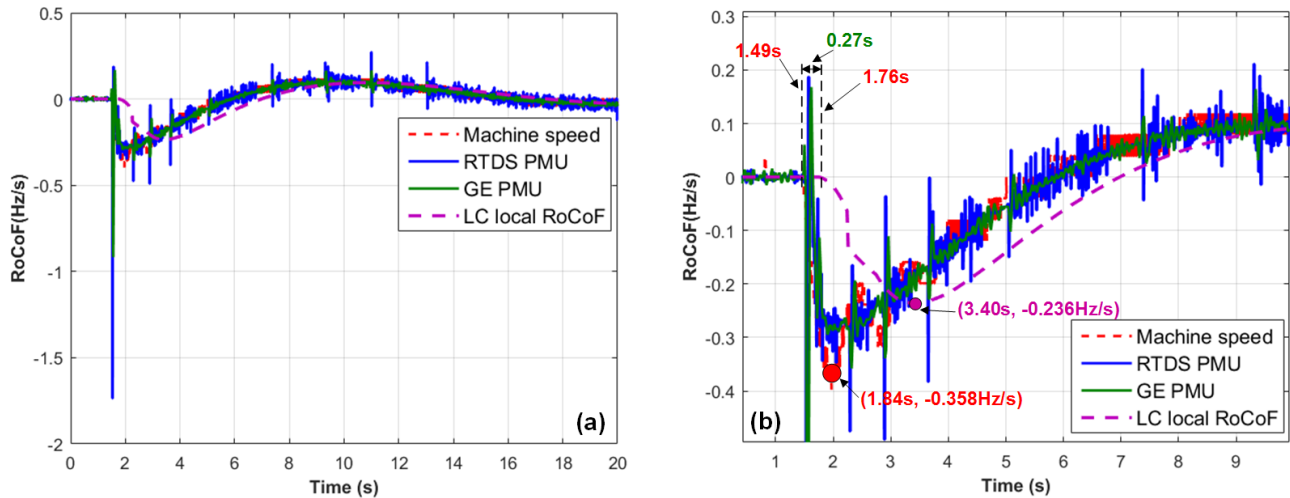 0.5
0
-0.5
-1
-1.5
-2
RoCoF(Hz/s)
0 2 4 6 8 10 12 14 16 18 20
Time (s)
Machine speed
RTDS PMU
GE PMU
LC local RoCoF
(a)
0.3
0.2
0.1
0
-0.1
-0.2
-0.3
-0.4
RoCoF(Hz/s)
1 2 3 4 5 6 7 8 9
Time (s)
0.27s
1.49s
1.76s
(3.40s, -0.236Hz/s)
(1.84s, -0.358Hz/s)
Machine speed
RTDS PMU
GE PMU
LC local RoCoF
(b)